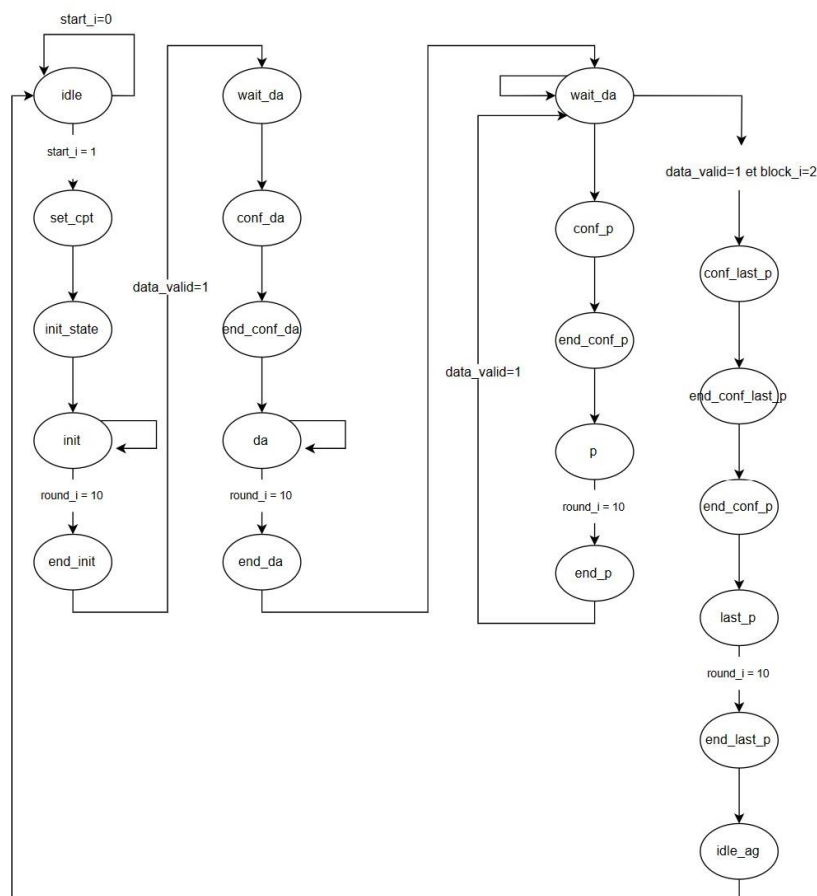 start_i=0
idle
start_i = 1
set_cpt
init_state
init
round_i = 10
end_init
data_valid=1
wait_da
conf_da
end_conf_da
da
round_i = 10
end_da
wait_da
conf_p
end_conf_p
data_valid=1
p
round_i = 10
end_p
data_valid=1 et block_i=2
conf_last_p
end_conf_last_p
end_conf_p
last_p
round_i = 10
end_last_p
idle_ag